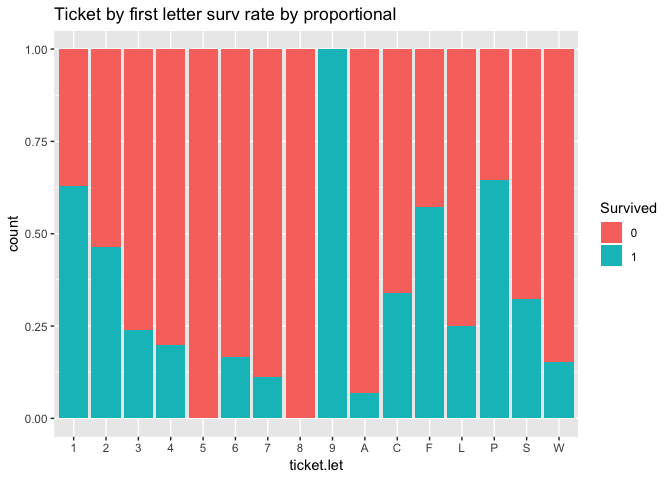 Ticket by first letter surv rate by proportional
1.00
0.75
0.50
0.25
0.00
count
1 2 3 4 5 6 7 8 9 A C F L P S W
ticket.let
Survived
0
1